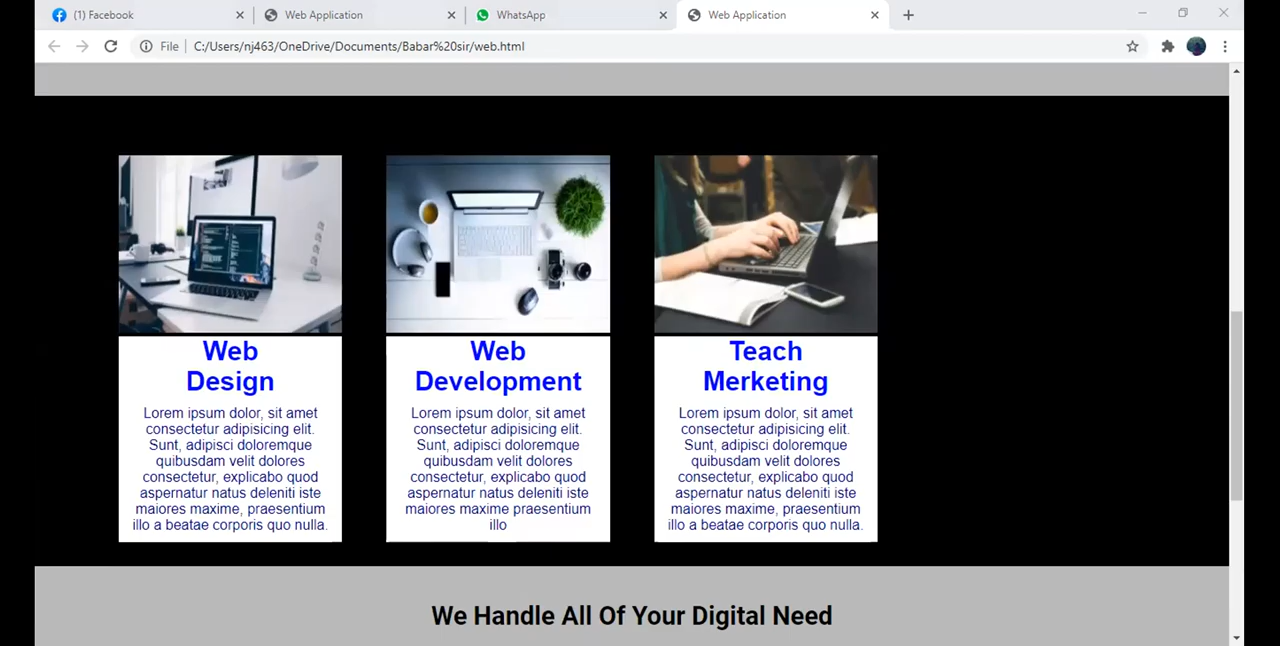 (1) Facebook
Web Application
WhatsApp
Web Application
File
C:/Users/nj463/OneDrive/Documents/Babar%20sir/web.html
Web
Design
Lorem ipsum dolor, sit amet
consectetur adipisicing elit.
Sunt, adipisci doloremque
quibusdam velit dolores
consectetur, explicabo quod
aspernatur natus deleniti iste
maiores maxime, praesentium
illo a beatae corporis quo nulla.
Web
Development
Lorem ipsum dolor, sit amet
consectetur adipisicing elit.
Sunt, adipisci doloremque
quibusdam velit dolores
consectetur, explicabo quod
aspernatur natus deleniti iste
maiores maxime praesentium
illo
Teach
Merketing
Lorem ipsum dolor, sit amet
consectetur adipisicing elit.
Sunt, adipisci doloremque
quibusdam velit dolores
consectetur, explicabo quod
aspernatur natus deleniti iste
maiores maxime, praesentium
illo a beatae corporis quo nulla.
We Handle All Of Your Digital Need